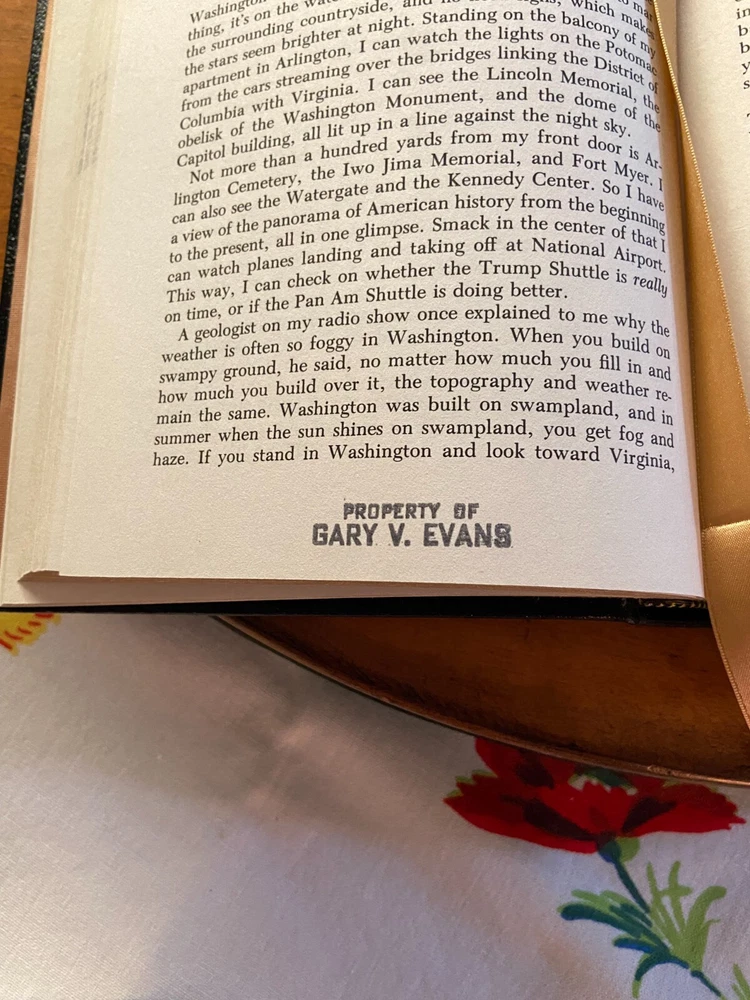 Washington
thing, it's on the
the surrounding countryside, and no which makes
the stars seem brighter at night. Standing on the balcony of my
apartment in Arlington, I can watch the lights on the Potomac
from the cars streaming over the bridges linking the District of
Columbia with Virginia. I can see the Lincoln Memorial, the
obelisk of the Washington Monument, and the dome of the
Capitol building, all lit up in a line against the night sky.
Not more than a hundred yards from my front door is Ar-
lington Cemetery, the Iwo Jima Memorial, and Fort Myer. I
can also see the Watergate and the Kennedy Center. So I have
a view of the panorama of American history from the beginning
to the present, all in one glimpse. Smack in the center of that I
can watch planes landing and taking off at National Airport.
This way, I can check on whether the Trump Shuttle is really
on time, or if the Pan Am Shuttle is doing better.
A geologist on my radio show once explained to me why the
weather is often so foggy in Washington. When you build on
swampy ground, he said, no matter how much you fill in and
how much you build over it, the topography and weather re-
main the same. Washington was built on swampland, and in
summer when the sun shines on swampland, you get fog and
haze. If you stand in Washington and look toward Virginia,
PROPERTY OF
GARY V. EVANS